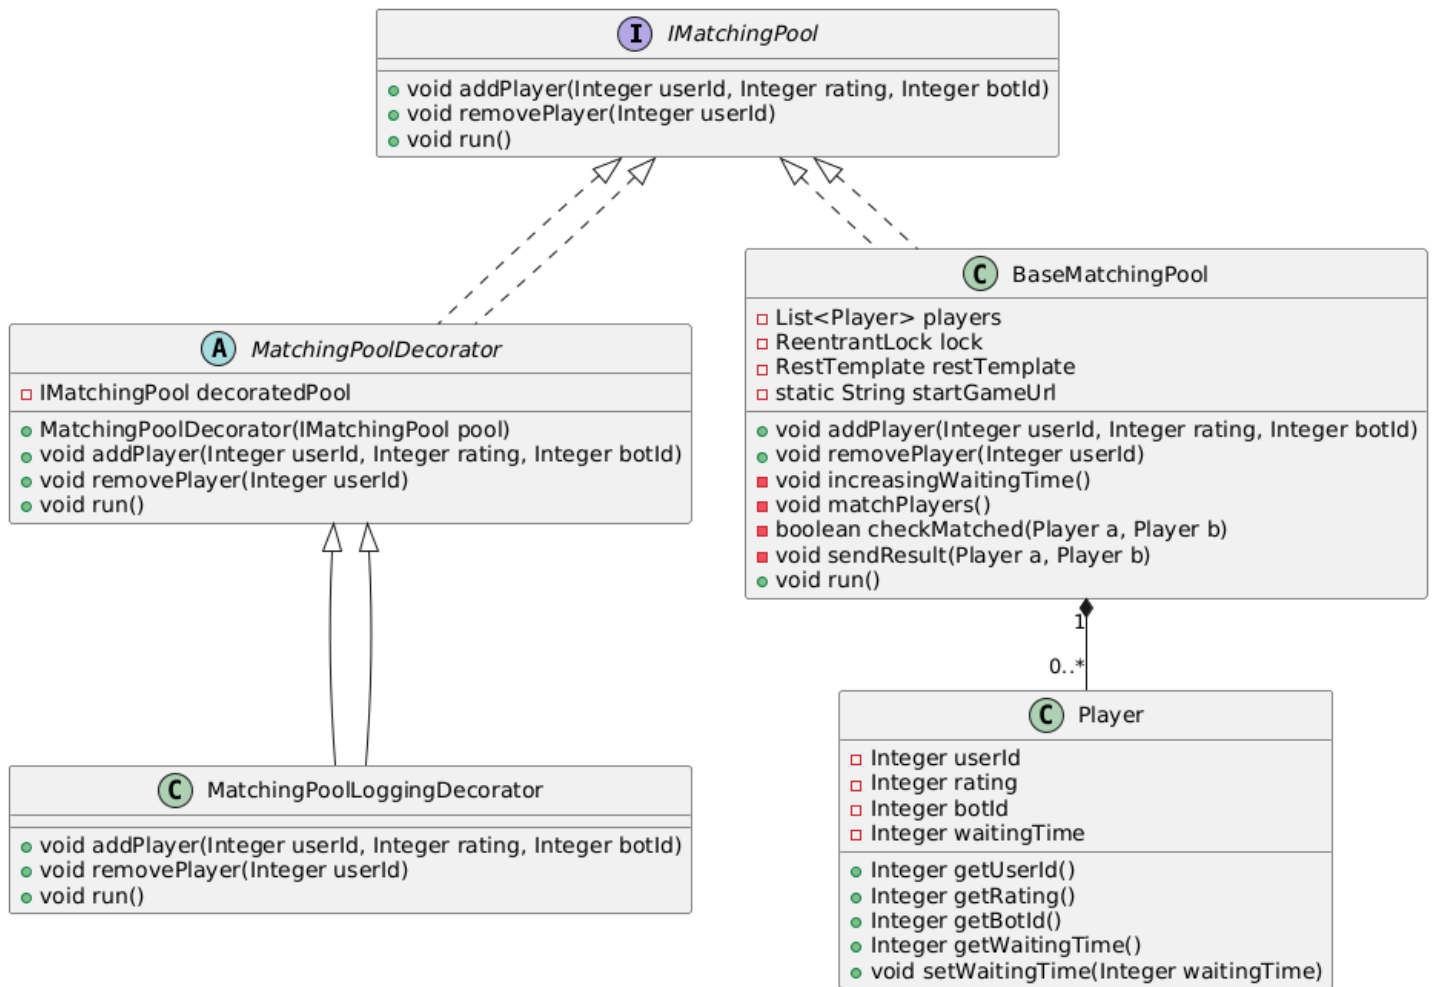 I IMatchingPool
void addPlayer(Integer userId, Integer rating, Integer botId)
void removePlayer(Integer userId)
void run()
A MatchingPoolDecorator
IMatchingPool decoratedPool
MatchingPoolDecorator(IMatchingPool pool)
void addPlayer(Integer userId, Integer rating, Integer botId)
void removePlayer(Integer userId)
void run()
C BaseMatchingPool
List<Player> players
ReentrantLock lock
RestTemplate restTemplate
static String startGameUrl
void addPlayer(Integer userId, Integer rating, Integer botId)
void removePlayer(Integer userId)
void increasingWaitingTime()
void matchPlayers()
boolean checkMatched(Player a, Player b)
void sendResult(Player a, Player b)
void run()
1
0..*
C MatchingPoolLoggingDecorator
void addPlayer(Integer userId, Integer rating, Integer botId)
void removePlayer(Integer userId)
void run()
C Player
Integer userId
Integer rating
Integer botId
Integer waitingTime
Integer getUserId()
Integer getRating()
Integer getBotId()
Integer getWaitingTime()
void setWaitingTime(Integer waitingTime)